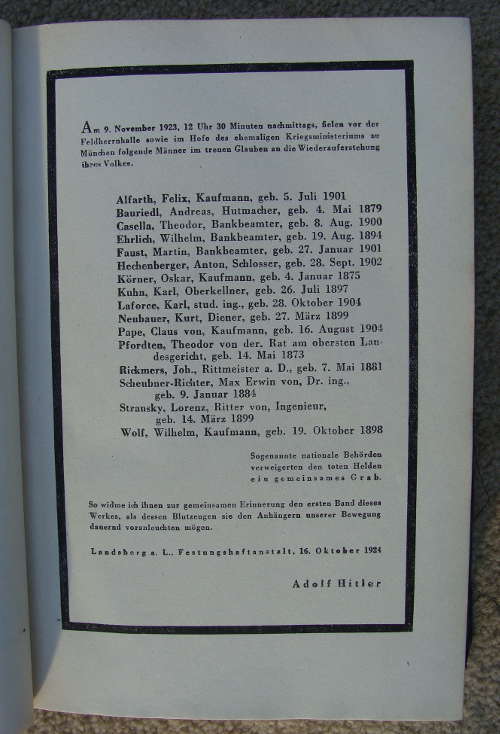 Am 9. November 1923, 12 Uhr 30 Minuten nachmittags, fielen vor der
Feldherrnhalle sowie im Hofe des ehemaligen Kriegsministeriums zu
München folgende Männer im treuen Glauben an die Wiederauferstehung
ihres Volkes.
Alfarth, Felix, Kaufmann, geb. 5. Juli 1901
Bauriedl, Andreas, Hutmacher, geb. 4. Mai 1879
Casella, Theodor, Bankbeamter, geb. 8. Aug. 1900
Ehrlich, Wilhelm, Bankbeamter, geb. 19. Aug. 1894
Faust, Martin, Bankbeamter, geb. 27. Januar 1901
Hechenberger, Anton, Schlosser, geb. 28. Sept. 1902
Körner, Oskar, Kaufmann, geb. 4. Januar 1875
Kuhn, Karl, Oberkellner, geb. 26. Juli 1897
Laforce, Karl, stud. ing., geb. 28. Oktober 1904
Neubauer, Kurt, Diener, geb. 27. März 1899
Pape, Claus von, Kaufmann, geb. 16. August 1904
Pfordten, Theodor von der, Rat am obersten Lan-
desgericht, geb. 14. Mai 1873
Rickmers, Joh., Rittmeister a. D., geb. 7. Mai 1881
Scheubner-Richter, Max Erwin von, Dr. ing.,
geb. 9. Januar 1884
Stransky, Lorenz, Ritter von, Ingenieur,
geb. 14. März 1899
Wolf, Wilhelm, Kaufmann, geb. 19. Oktober 1898
Sogenannte nationale Behörden
verweigerten den toten Helden
ein gemeinsames Grab.
So widme ich ihnen zur gemeinsamen Erinnerung den ersten Band dieses
Werkes, als dessen Blutzeugen sie den Anhängern unserer Bewegung
dauernd voranleuchten mögen.
Landsberg a. L., Festungshaftanstalt, 16. Oktober 1924
Adolf Hitler